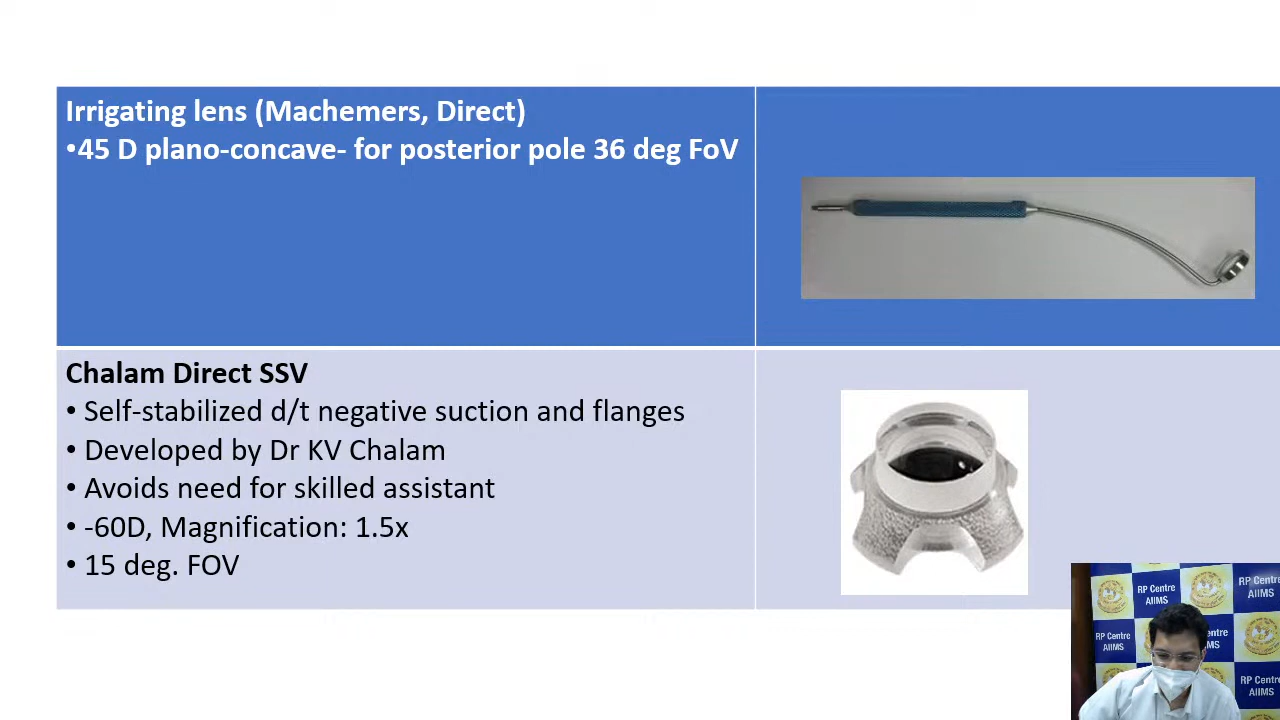 Irrigating lens (Machemers, Direct)
•45 D plano-concave- for posterior pole 36 deg FoV
Chalam Direct SSV
• Self-stabilized d/t negative suction and flanges
• Developed by Dr KV Chalam
• Avoids need for skilled assistant
• -60D, Magnification: 1.5x
• 15 deg. FOV
RP Centre
AIIMS
RP Centre
AIIMS
RP Centre
AIIMS
RP Centre
AIIMS